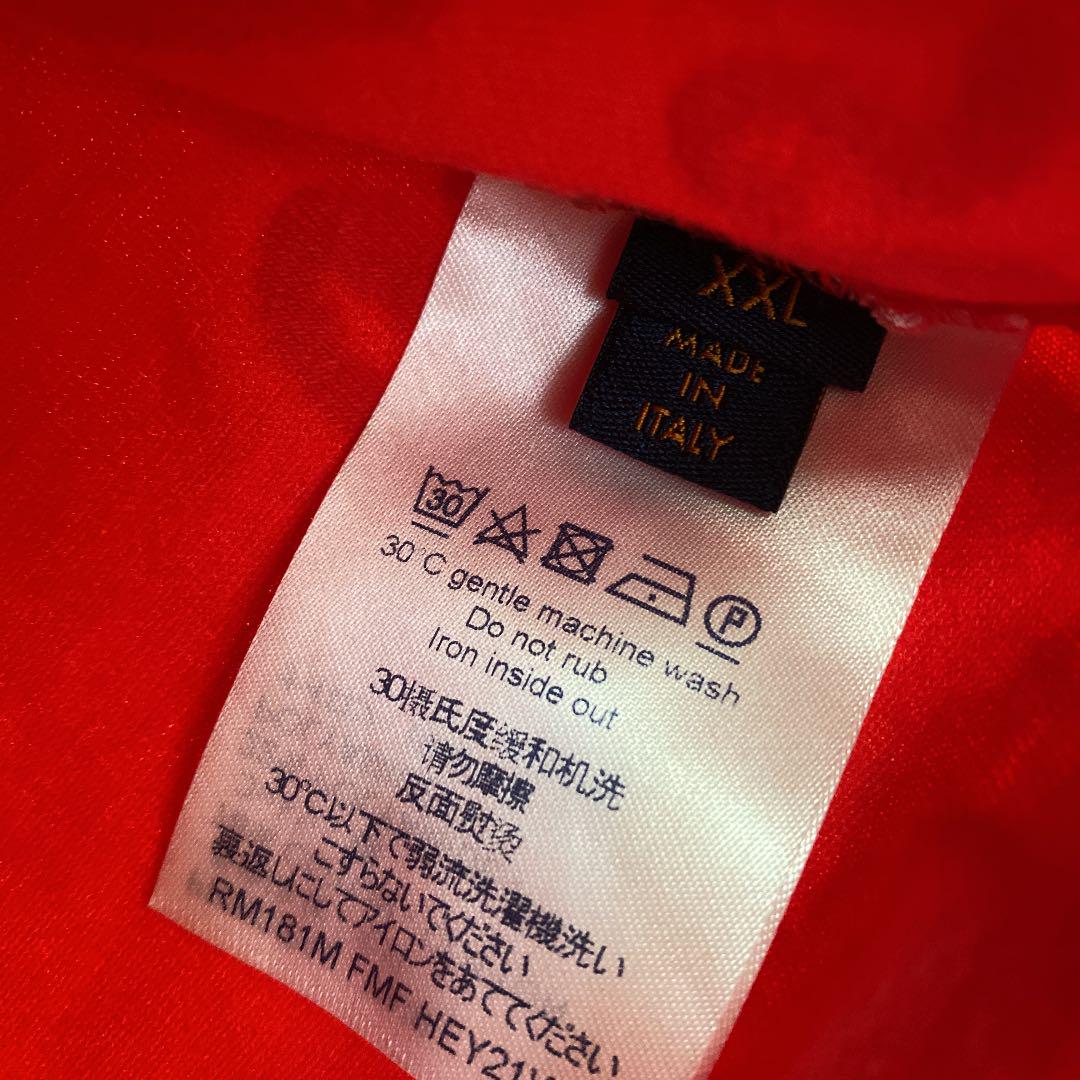 XXL
MADE
IN
ITALY
30
P
30°C gentle machine wash
Do not rub
Iron inside out
30摄氏度缓和机洗
请勿摩擦
反面熨烫
30℃以下で弱流洗濯機洗い
こすらないでください
裏返しにしてアイロンをあててください
RM181M FMF